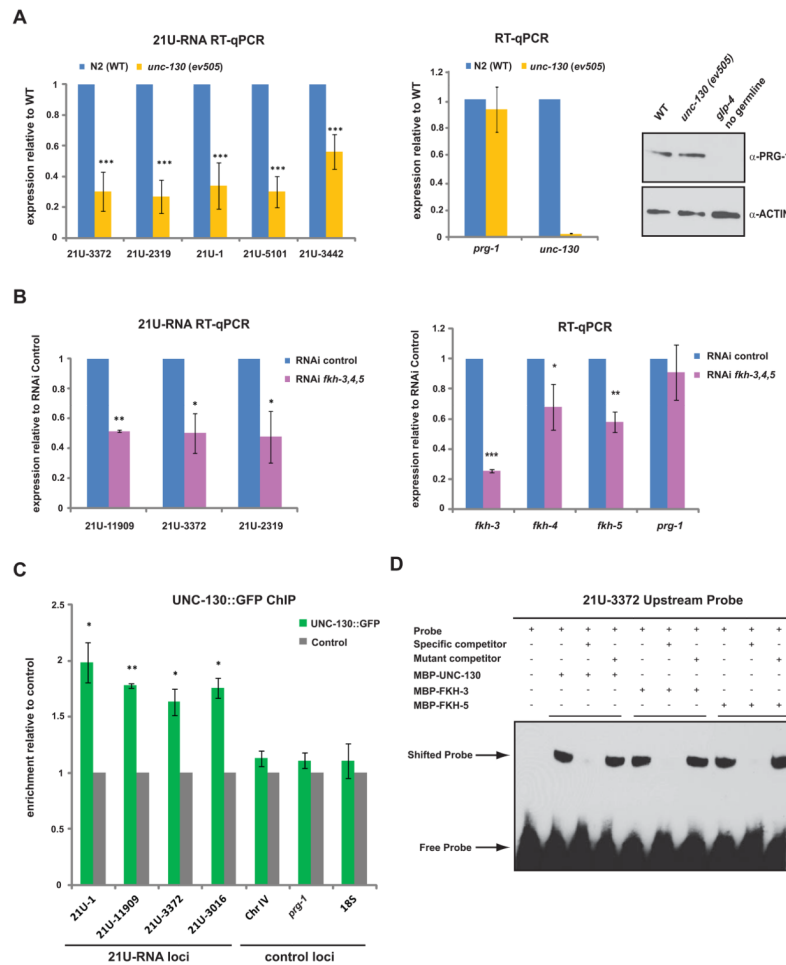 A
21U-RNA RT-qPCR
N2 (WT) unc-130 (ev505)
expression relative to WT
1.2
1
0.8
0.6
0.4
0.2
0
***
***
***
***
***
21U-3372 21U-2319 21U-1 21U-5101 21U-3442
RT-qPCR
N2 (WT) unc-130 (ev505)
expression relative to WT
1.2
1
0.8
0.6
0.4
0.2
0
prg-1 unc-130
WT
unc-130 (ev505)
glp-4
no germline
α-PRG-
α-ACTIN
B
21U-RNA RT-qPCR
RNAi control
RNAi fkh-3,4,5
expression relative to RNAi Control
1
0.8
0.6
0.4
0.2
0
**
*
*
21U-11909 21U-3372 21U-2319
RT-qPCR
RNAi control
RNAi fkh-3,4,5
expression relative to RNAi Control
1.2
1
0.8
0.6
0.4
0.2
0
***
*
**
fkh-3 fkh-4 fkh-5 prg-1
C
UNC-130::GFP ChIP
UNC-130::GFP
Control
enrichment relative to control
2.5
2
1.5
1
0.5
0
*
**
*
*
21U-1
21U-11909
21U-3372
21U-3016
Chr IV
prg-1
18S
21U-RNA loci control loci
D
21U-3372 Upstream Probe
Probe + + + + + + + + + +
Specific competitor - - + - - + - - + -
Mutant competitor - - - + - - + - - +
MBP-UNC-130 - + + + - - - - - -
MBP-FKH-3 - - - - + + + - - -
MBP-FKH-5 - - - - - - - + + +
Shifted Probe
Free Probe